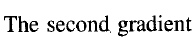 The second gradient